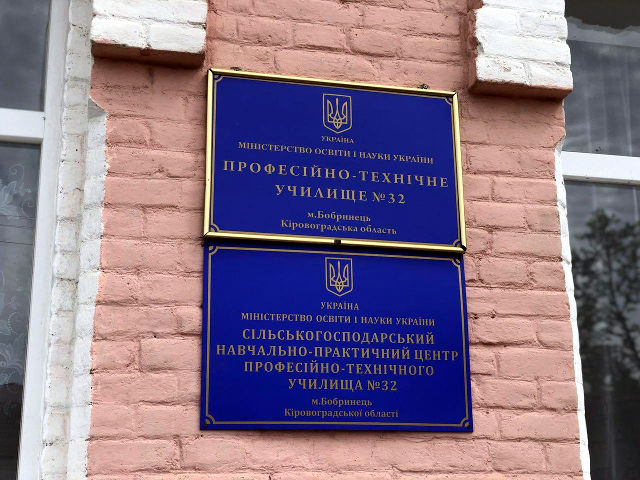 УКРАЇНА
МІНІСТЕРСТВО ОСВІТИ І НАУКИ УКРАЇНИ
ПРОФЕСІЙНО-ТЕХНІЧНЕ
УЧИЛИЩЕ №32
м.Бобринець
Кіровоградська область
УКРАЇНА
МІНІСТЕРСТВО ОСВІТИ І НАУКИ УКРАЇНИ
СІЛЬСЬКОГОСПОДАРСЬКИЙ
НАВЧАЛЬНО-ПРАКТИЧНИЙ ЦЕНТР
ПРОФЕСІЙНО-ТЕХНІЧНОГО
УЧИЛИЩА №32
м.Бобринець
Кіровоградської області